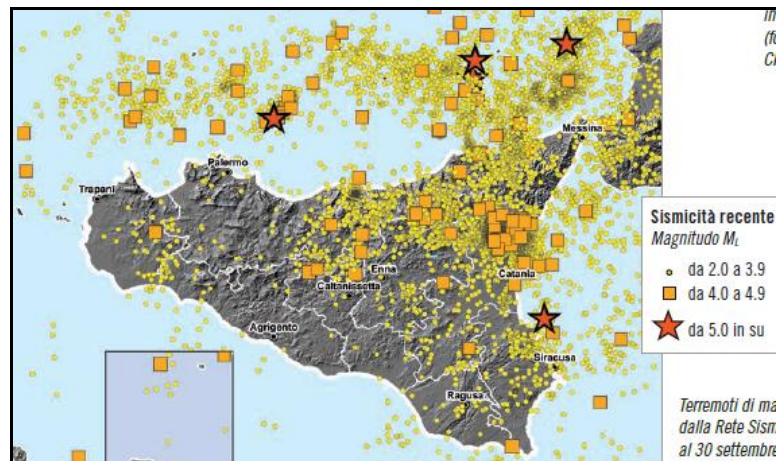 (fo
Messina
Palermo
Trapani
Sismicità recente
Magnitudo ML
da 2.0 a 3.9
Enna
Catania
da 4.0 a 4.9
Caltanissetta
da 5.0 in su
Agrigento
Siracusa
Ragusa
Terremoti di ma
dalla Rete Sism
al 30 settembre